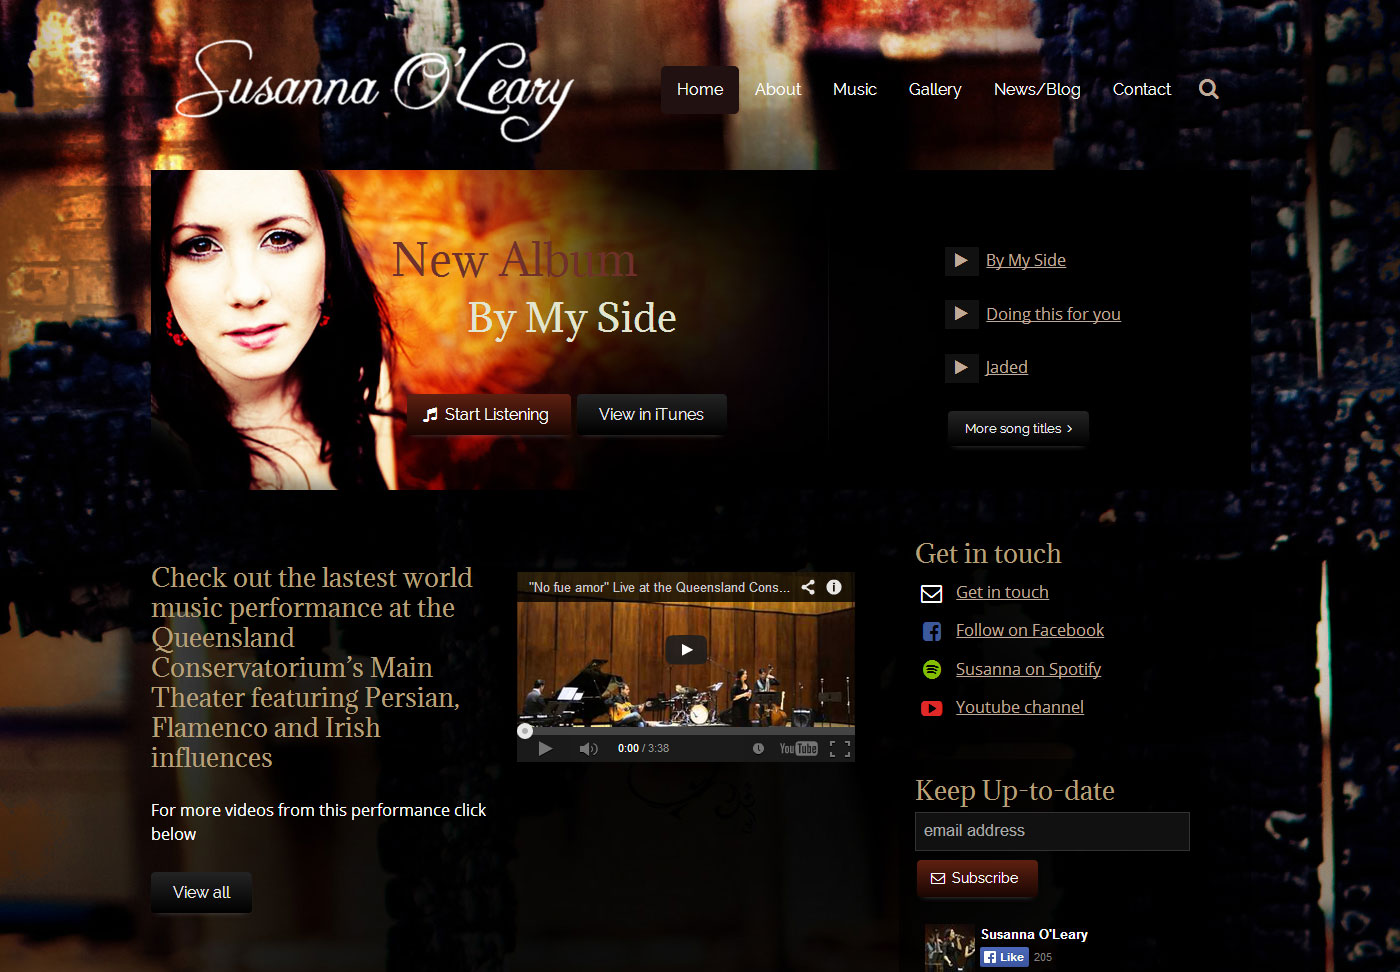 Susanna O'Leary
Home About Music Gallery News/Blog Contact
New Album
By My Side
Start Listening View in iTunes
By My Side
Doing this for you
Jaded
More song titles ›
Check out the lastest world
music performance at the
Queensland
Conservatorium’s Main
Theater featuring Persian,
Flamenco and Irish
influences
For more videos from this performance click
below
View all
"No fue amor" Live at the Queensland Cons...
0:00 / 3:38 YouTube
Get in touch
Get in touch
Follow on Facebook
Susanna on Spotify
Youtube channel
Keep Up-to-date
email address
Subscribe
Susanna O'Leary
Like 205